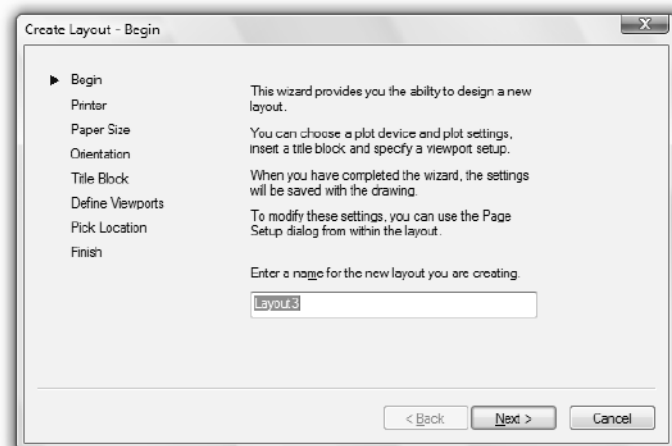 Create Layout - Begin
X
Begin
Printer
Paper Size
Orientation
Title Block
Define Viewports
Pick Location
Finish
This wizard provides you the ability to design a new
layout.
You can choose a plot device and plot settings,
insert a title block and specify a viewport setup.
When you have completed the wizard, the settings
will be saved with the drawing.
To modify these settings, you can use the Page
Setup dialog from within the layout.
Enter a name for the new layout you are creating.
Layout3
< Back
Next >
Cancel